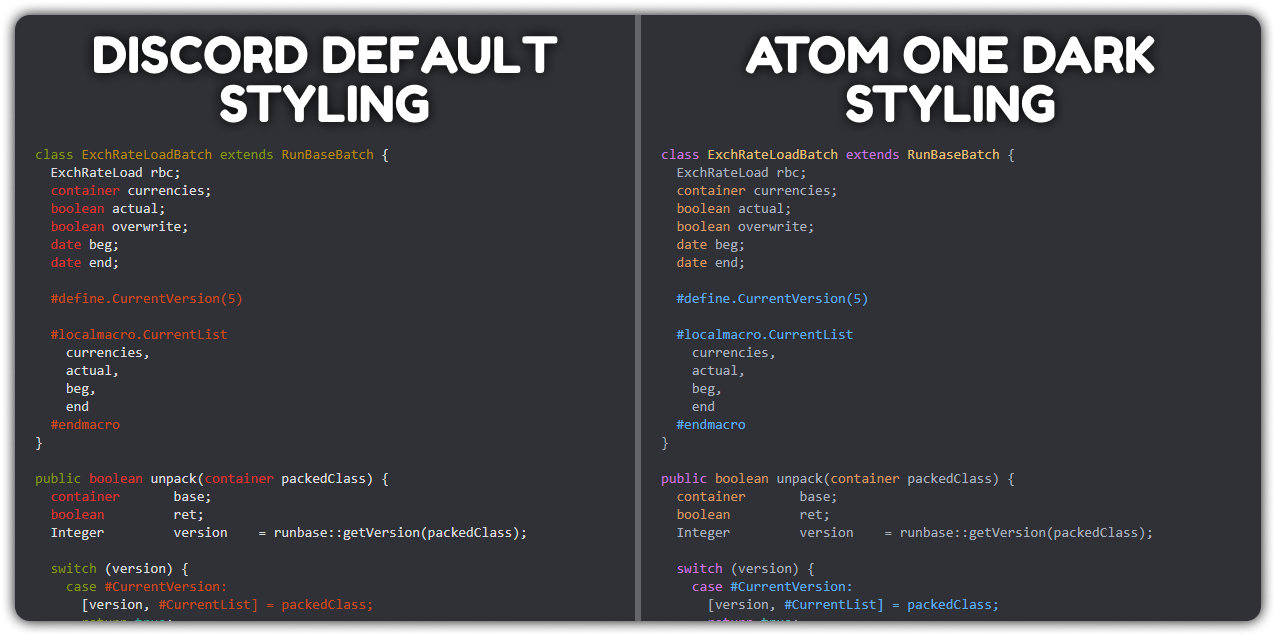 DISCORD DEFAULT
STYLING
class ExchRateLoadBatch extends RunBaseBatch {
  ExchRateLoad rbc;
  container currencies;
  boolean actual;
  boolean overwrite;
  date beg;
  date end;

  #define.CurrentVersion(5)

  #localmacro.CurrentList
    currencies,
    actual,
    beg,
    end
  #endmacro
}

public boolean unpack(container packedClass) {
  container       base;
  boolean         ret;
  Integer         version    = runbase::getVersion(packedClass);

  switch (version) {
    case #CurrentVersion:
      [version, #CurrentList] = packedClass;
      return true;
ATOM ONE DARK
STYLING
class ExchRateLoadBatch extends RunBaseBatch {
  ExchRateLoad rbc;
  container currencies;
  boolean actual;
  boolean overwrite;
  date beg;
  date end;

  #define.CurrentVersion(5)

  #localmacro.CurrentList
    currencies,
    actual,
    beg,
    end
  #endmacro
}

public boolean unpack(container packedClass) {
  container       base;
  boolean         ret;
  Integer         version    = runbase::getVersion(packedClass);

  switch (version) {
    case #CurrentVersion:
      [version, #CurrentList] = packedClass;
      return true;